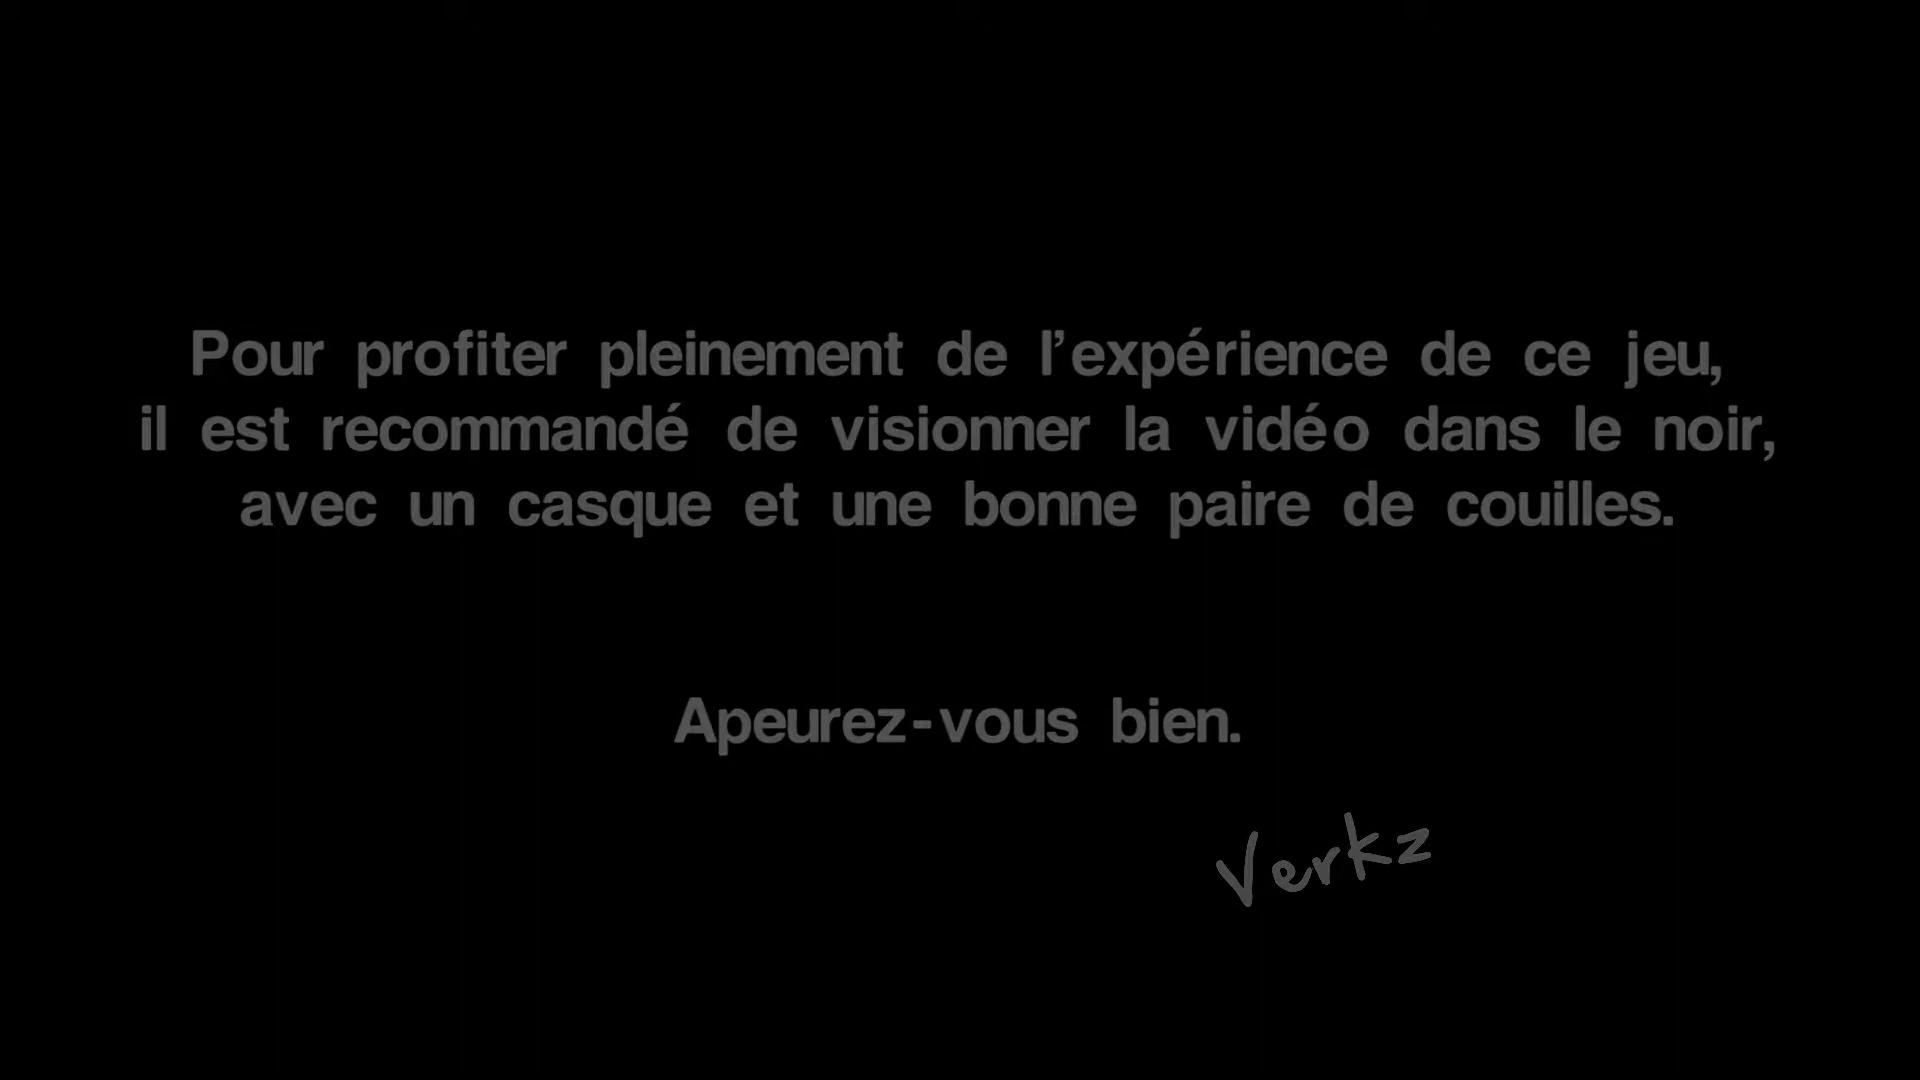 Pour profiter pleinement de l'expérience de ce jeu,
il est recommandé de visionner la vidéo dans le noir,
avec un casque et une bonne paire de couilles.
Apeurez-vous bien.
Verkz